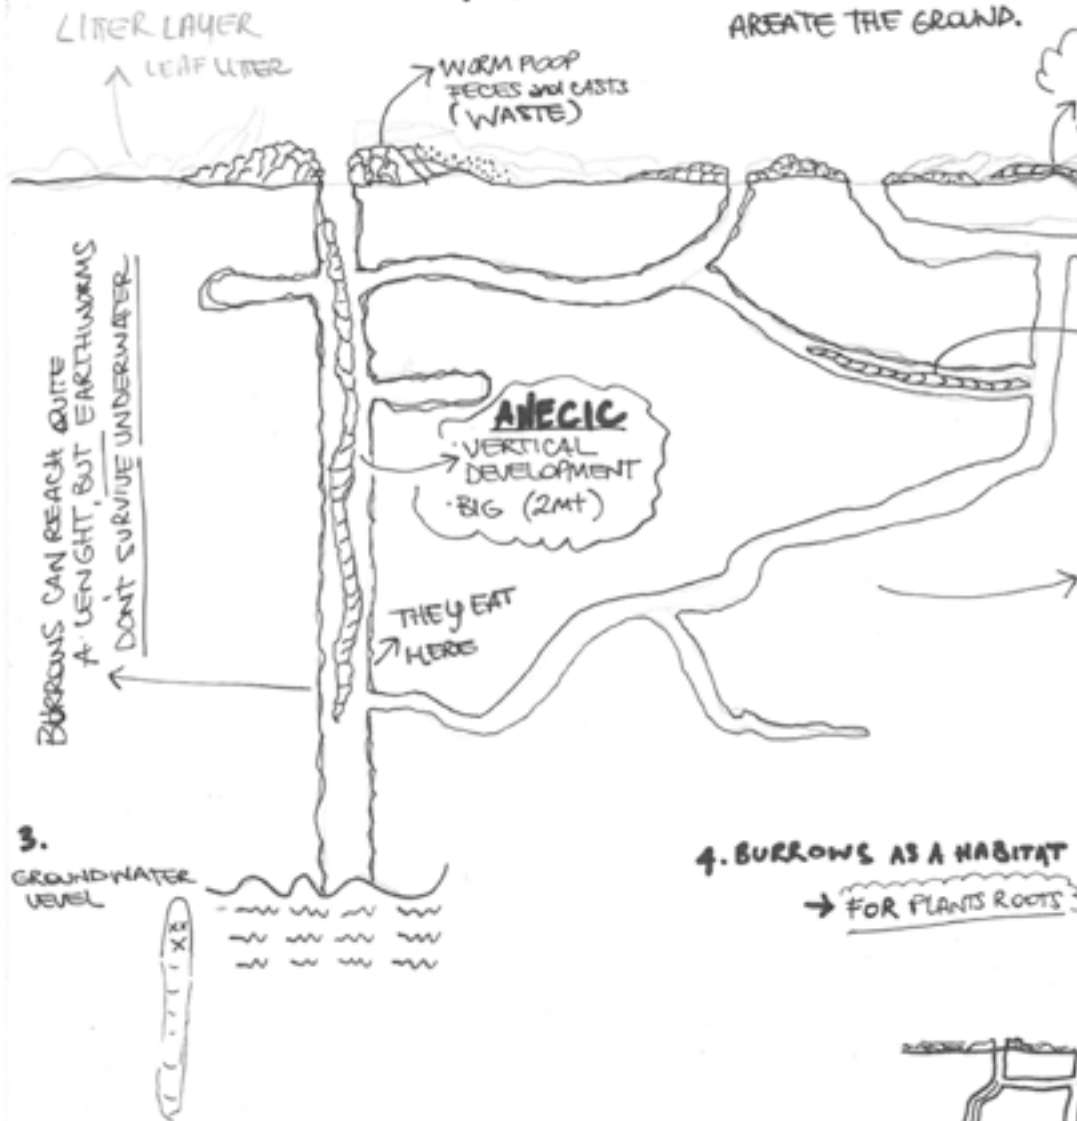 LITTER LAYER
LEAF LITTER
WORM POOP
FECES and CASTS
(WASTE)
AREATE THE GROUND.
BURROWS CAN REACH QUITE
A LENGHT, BUT EARTHWORMS
DON'T SURVIVE UNDERWATER
ANECIC
·VERTICAL
DEVELOPMENT
·BIG (2Mt)
THEY EAT
HERE
3.
GROUNDWATER
LEVEL
4. BURROWS AS A HABITAT
→ FOR PLANTS ROOTS